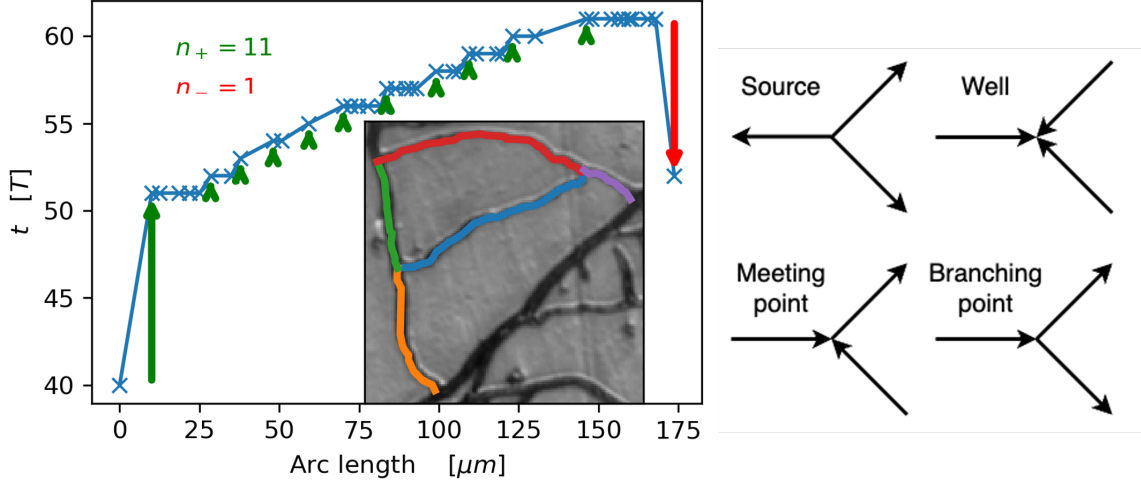 n₊ = 11
n₋ = 1
60
55
50
45
40
t [T]
0 25 50 75 100 125 150 175
Arc length [μm]
Source
Well
Meeting
point
Branching
point